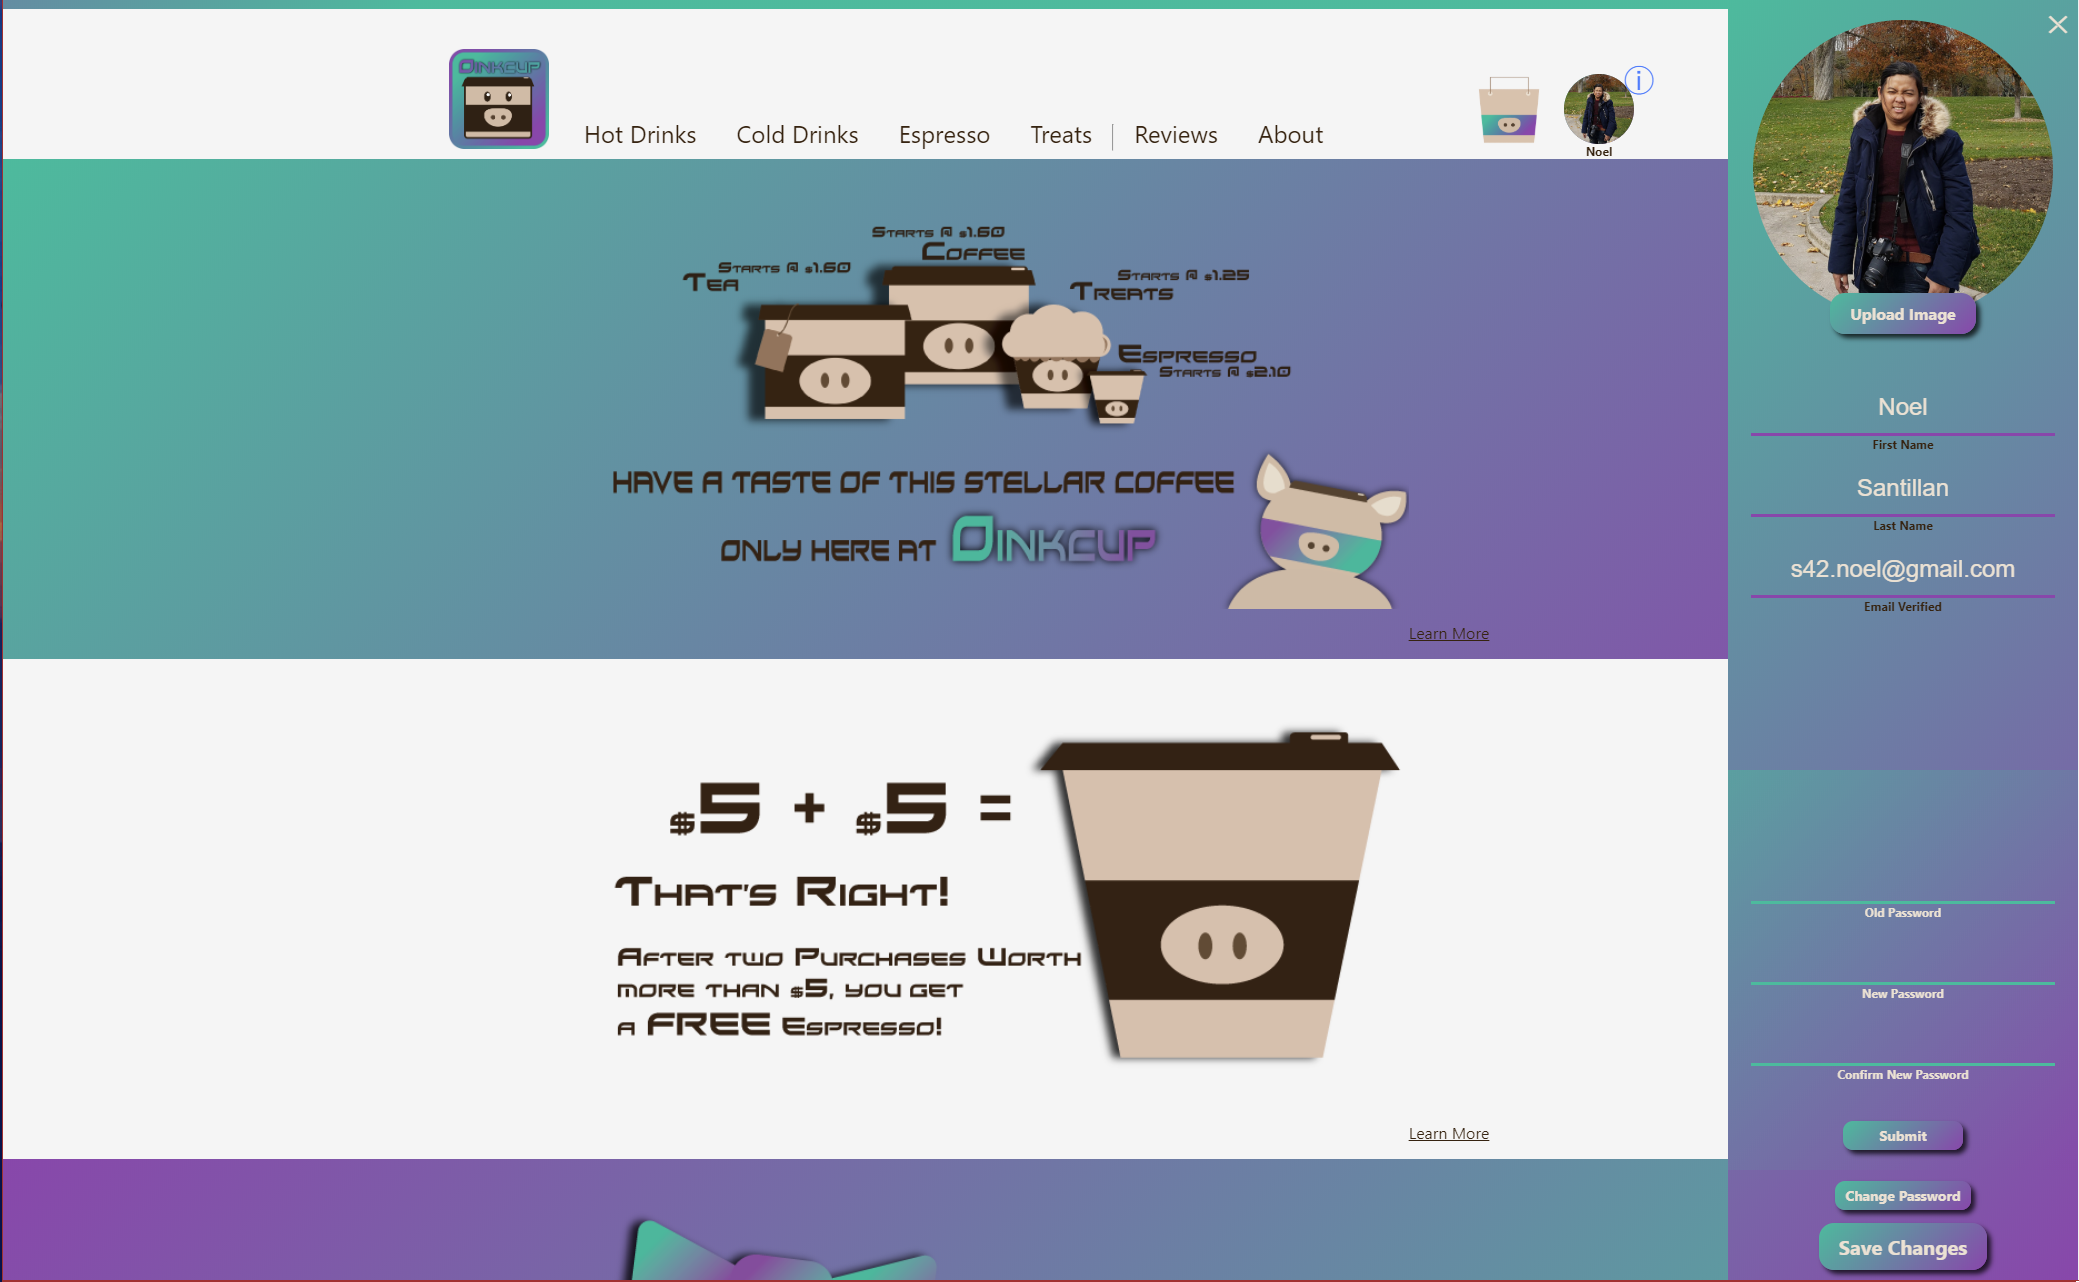 OINKCUP
Hot Drinks
Cold Drinks
Espresso
Treats
Reviews
About
i
Noel
Starts @ $1.60
Coffee
Starts @ $1.60
Tea
Starts @ $1.25
Treats
Espresso
Starts @ $2.10
HAVE A TASTE OF THIS STELLAR COFFEE
ONLY HERE AT OINKCUP
Learn More
$5 + $5 =
That's Right!
After two Purchases Worth
more than $5, you get
a FREE Espresso!
Learn More
Upload Image
Noel
First Name
Santillan
Last Name
s42.noel@gmail.com
Email Verified
Old Password
New Password
Confirm New Password
Submit
Change Password
Save Changes